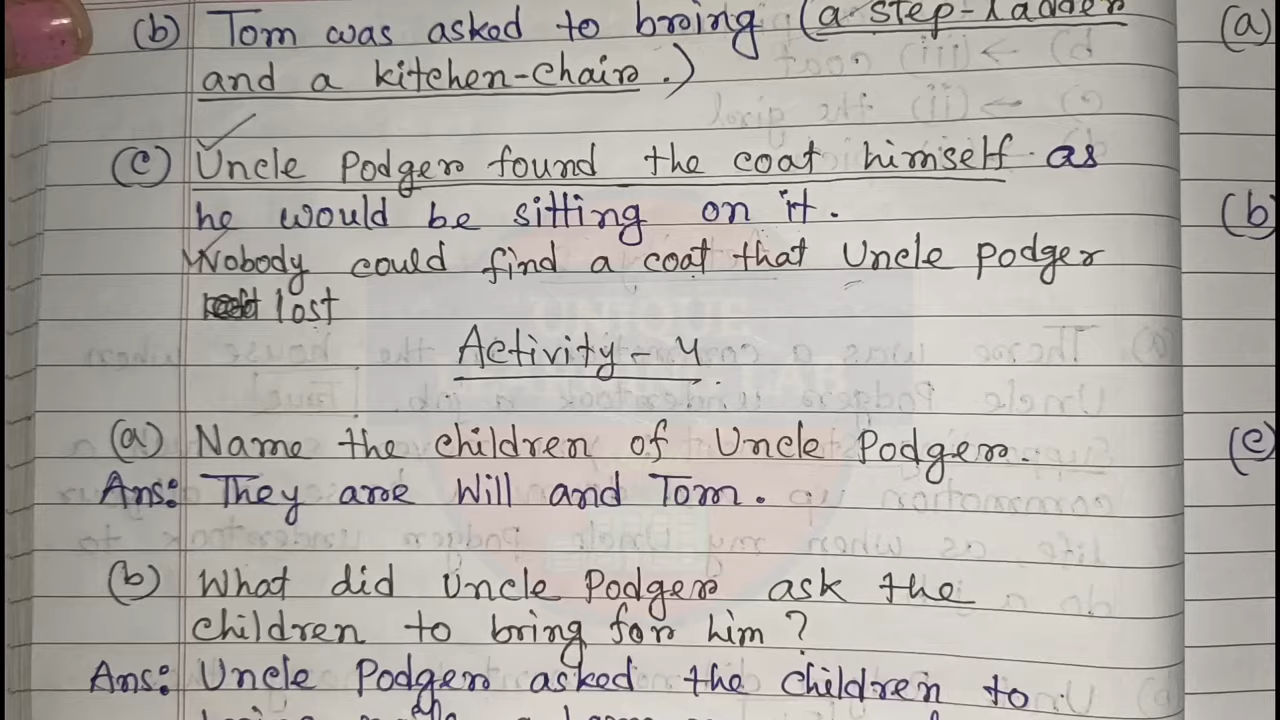 (b) Tom was asked to bring (a step-ladder
and a kitchen-chair.)
(c) Uncle Podger found the coat himself as
he would be sitting on it.
Nobody could find a coat that Uncle Podger
lost
Activity - 4
(a) Name the children of Uncle Podger.
Ans: They are Will and Tom.
(b) What did Uncle Podger ask the
children to bring for him?
Ans: Uncle Podger asked the children to
(a)
(b)
(c)